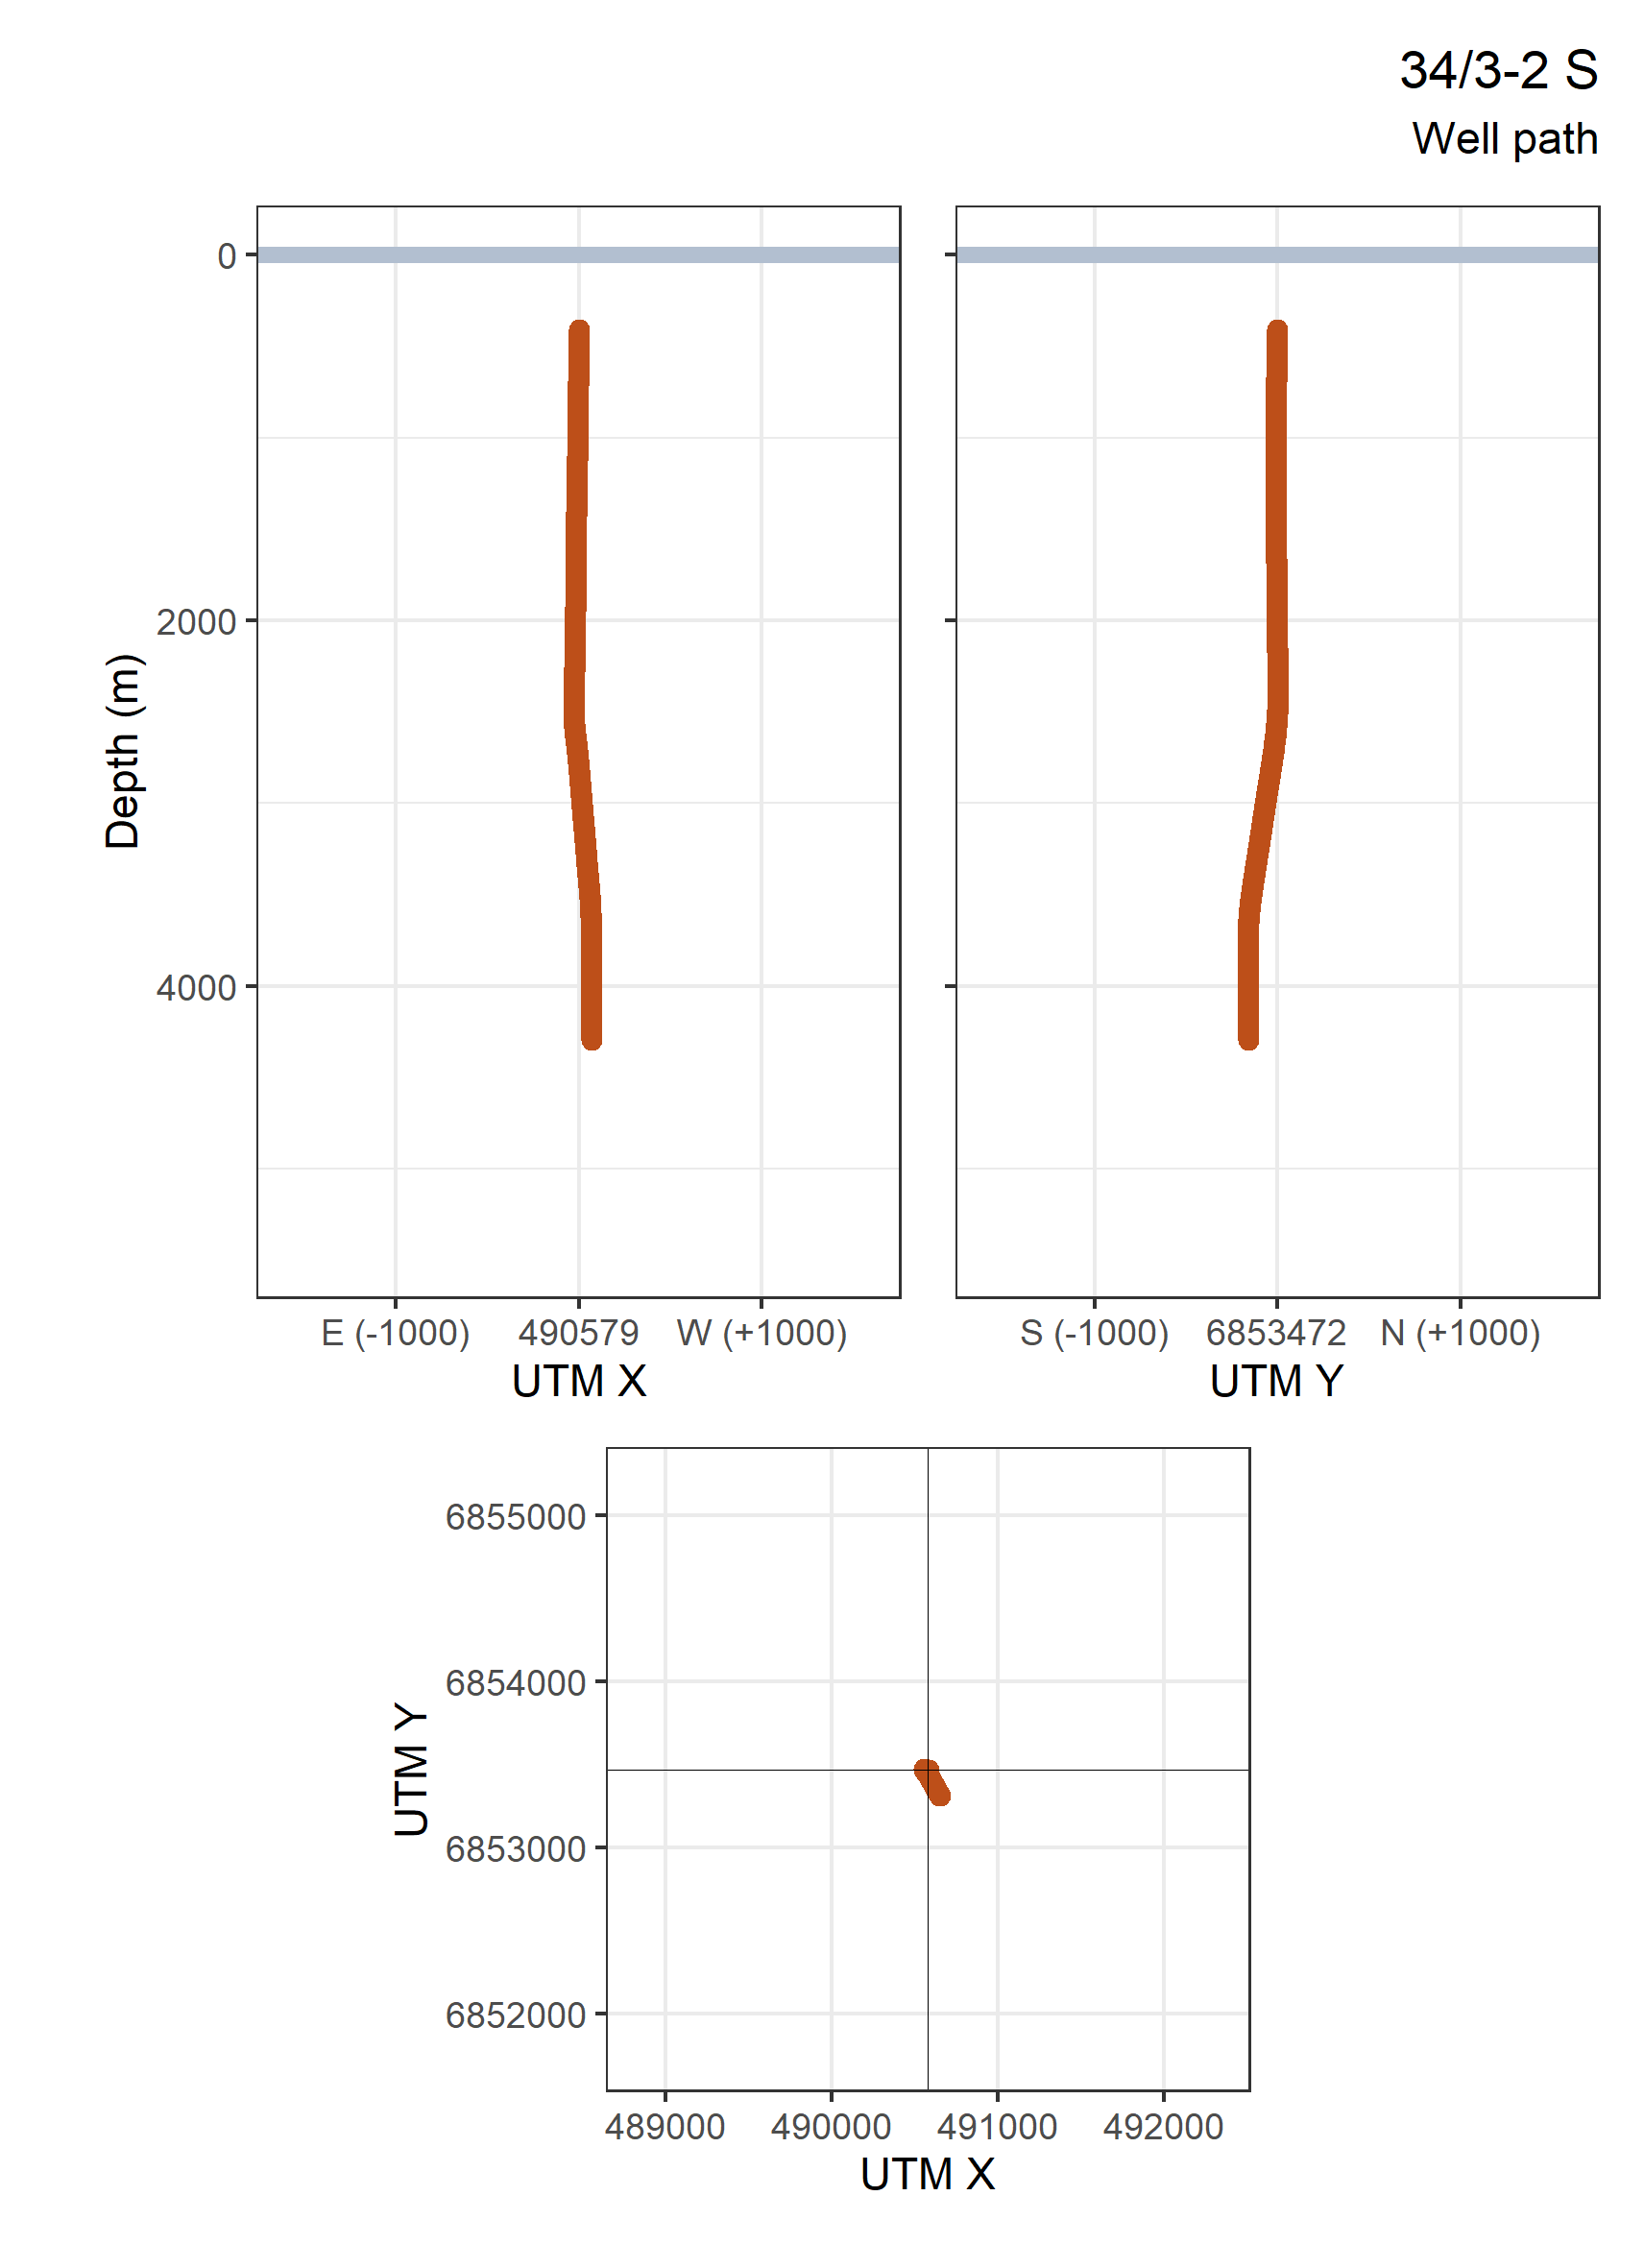 34/3-2 S
Well path
0
2000
4000
Depth (m)
E (-1000) 490579 W (+1000)
UTM X
S (-1000) 6853472 N (+1000)
UTM Y
6855000
6854000
6853000
6852000
UTM Y
489000 490000 491000 492000
UTM X